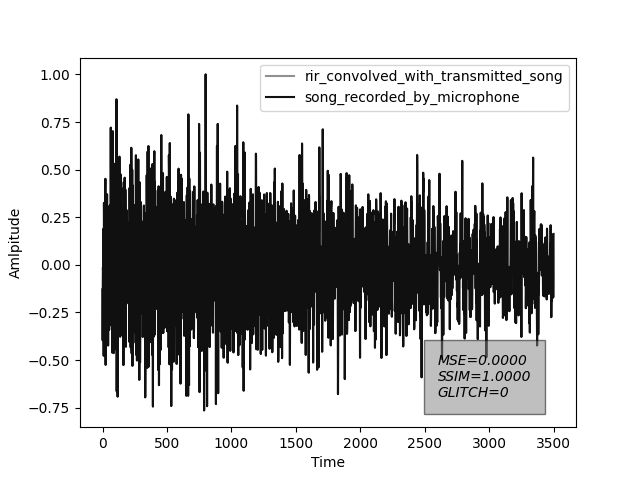 rir_convolved_with_transmitted_song
song_recorded_by_microphone
1.00
0.75
0.50
0.25
0.00
−0.25
−0.50
−0.75
Amlpitude
MSE=0.0000
SSIM=1.0000
GLITCH=0
0 500 1000 1500 2000 2500 3000 3500
Time